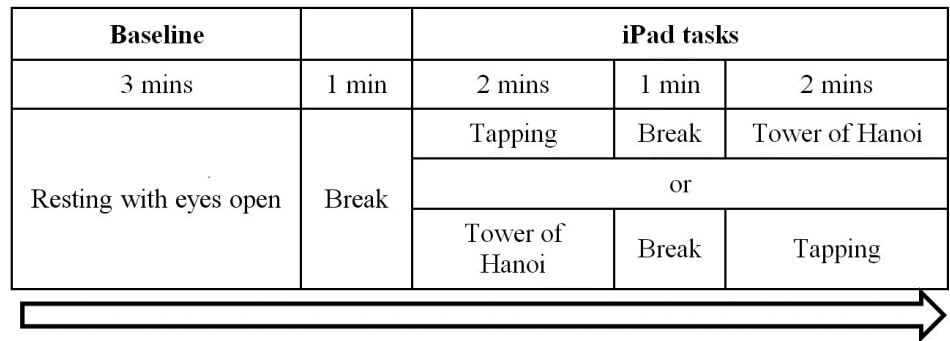 Baseline iPad tasks
3 mins 1 min 2 mins 1 min 2 mins
Tapping Break Tower of Hanoi
Resting with eyes open Break or
Tower of
Hanoi Break Tapping